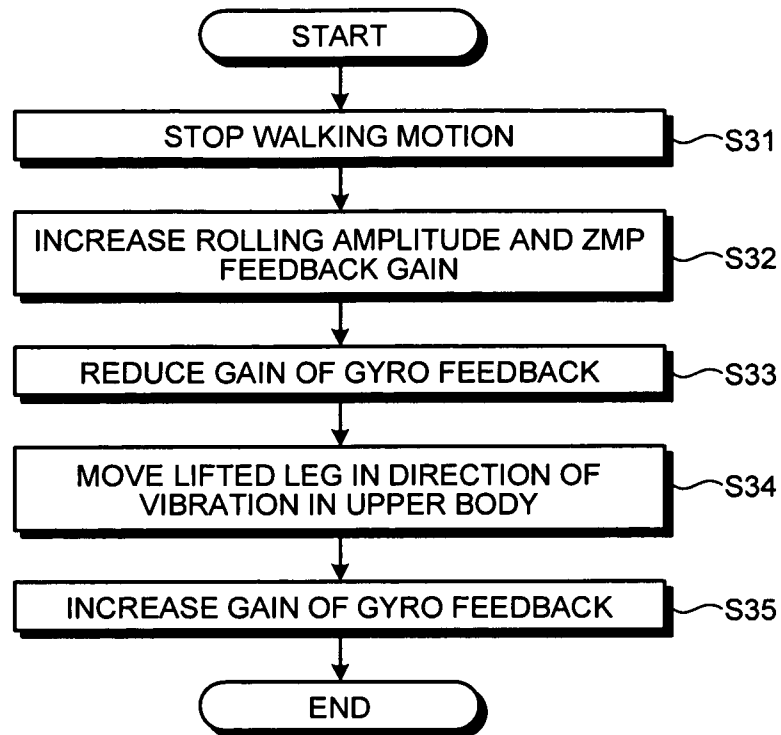 START
STOP WALKING MOTION
S31
INCREASE ROLLING AMPLITUDE AND ZMP
FEEDBACK GAIN
S32
REDUCE GAIN OF GYRO FEEDBACK
S33
MOVE LIFTED LEG IN DIRECTION OF
VIBRATION IN UPPER BODY
S34
INCREASE GAIN OF GYRO FEEDBACK
S35
END